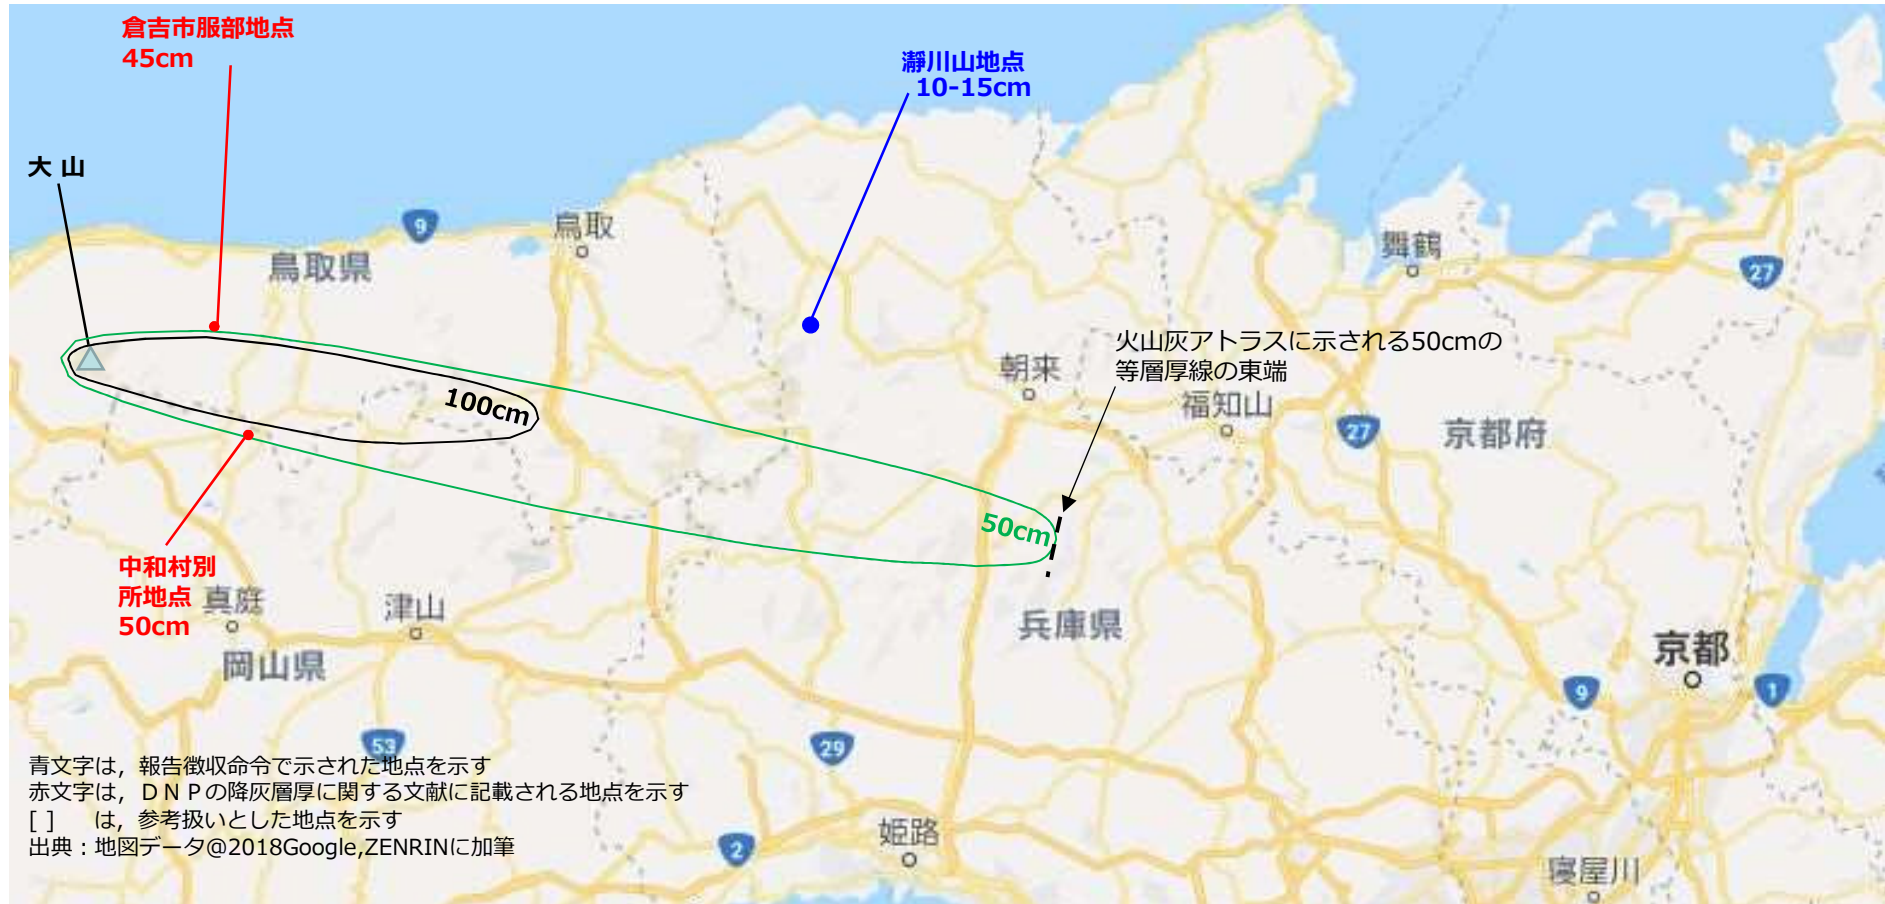 倉吉市服部地点
45cm
瀞川山地点
10-15cm
大 山
9
鳥取
鳥取県
舞鶴
27
火山灰アトラスに示される50cmの
等層厚線の東端
朝来
福知山
100cm
27
京都府
50cm
中和村別
所地点
50cm
真庭
津山
兵庫県
岡山県
京都
9
1
53
29
青文字は，報告徴収命令で示された地点を示す
赤文字は，ＤＮＰの降灰層厚に関する文献に記載される地点を示す
[ ]　は，参考扱いとした地点を示す
出典：地図データ@2018Google,ZENRINに加筆
2
姫路
寝屋川